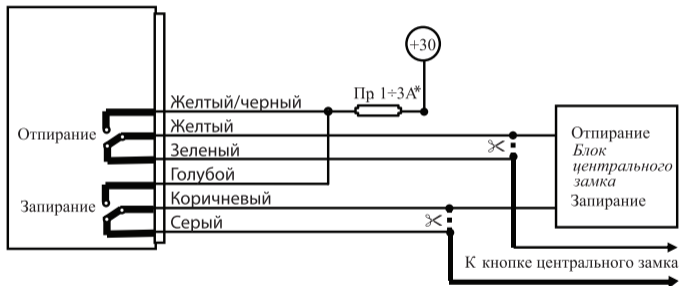 +30
Пр 1÷3А*
Желтый/черный
Желтый
Зеленый
Голубой
Коричневый
Серый
Отпирание
Запирание
Отпирание
Блок
центрального
замка
Запирание
К кнопке центрального замка